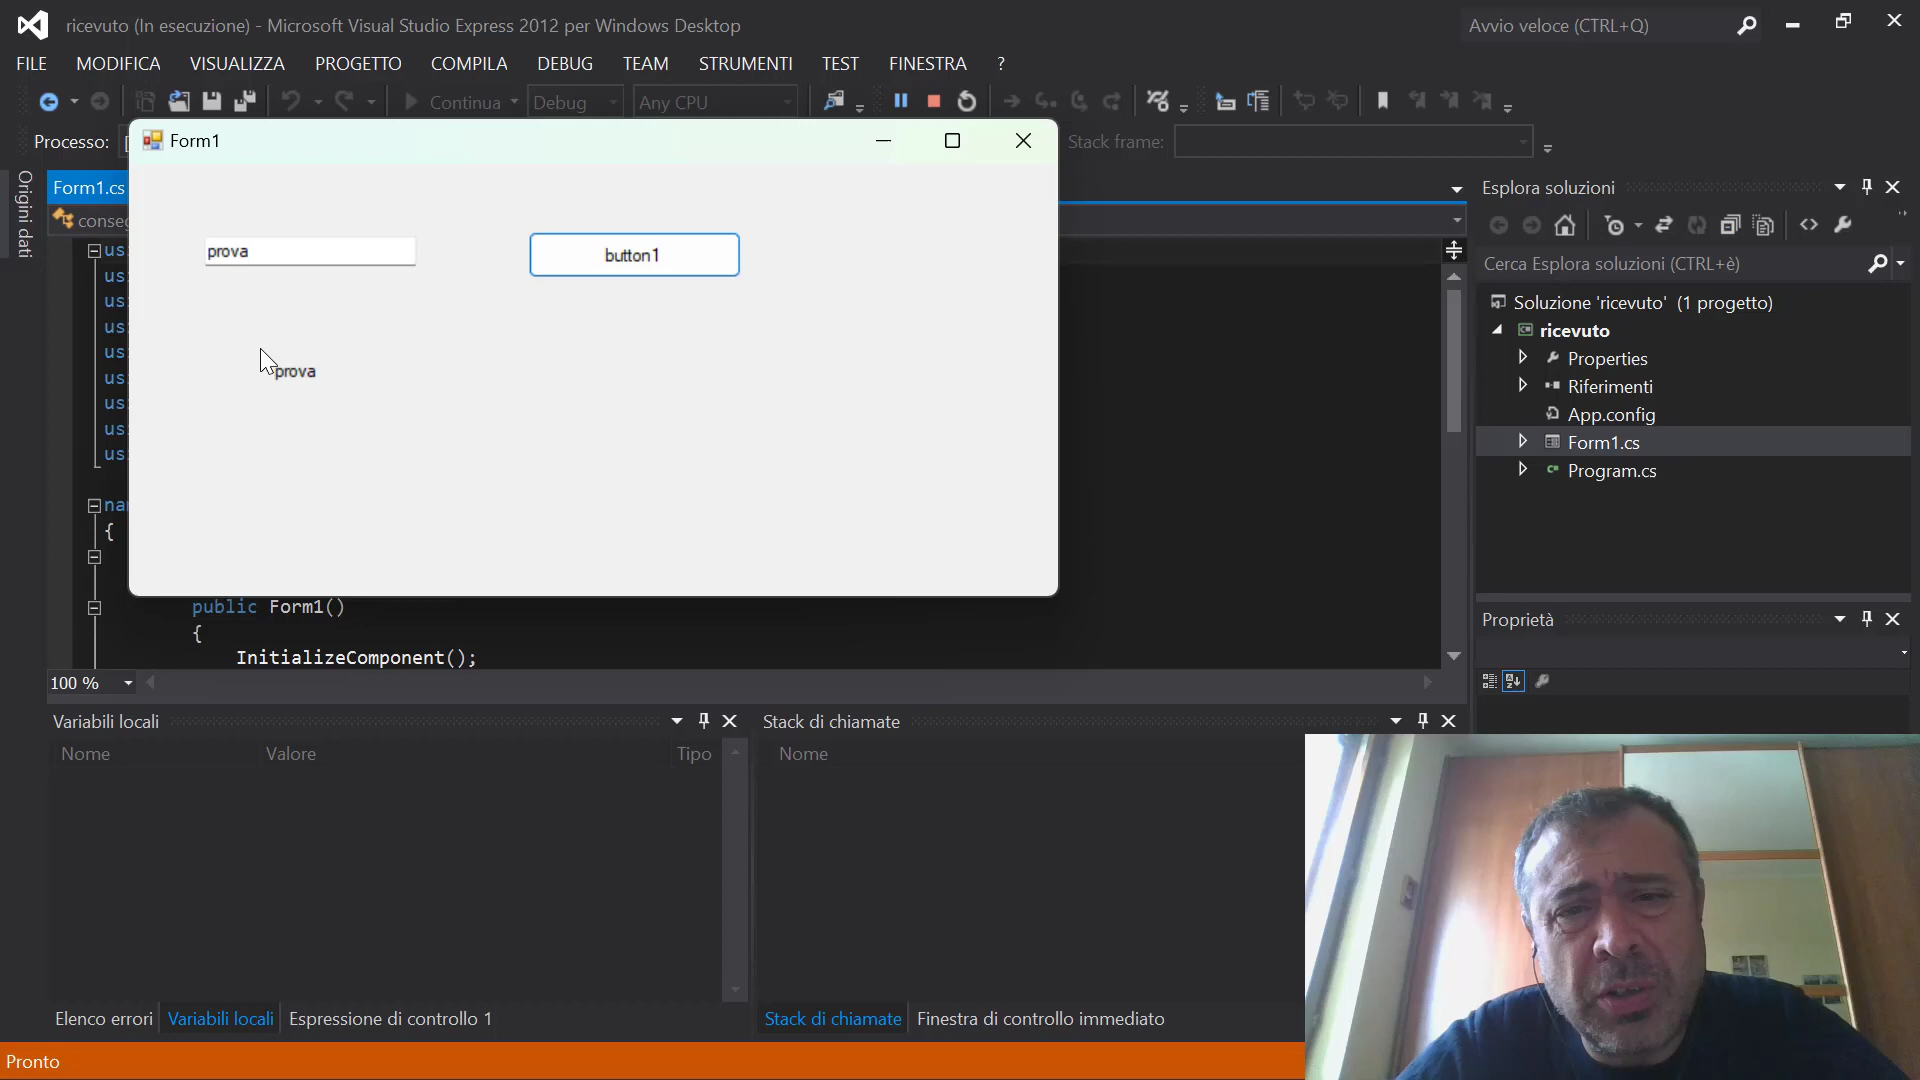 ricevuto (In esecuzione) - Microsoft Visual Studio Express 2012 per Windows Desktop
Avvio veloce (CTRL+Q)
FILE MODIFICA VISUALIZZA PROGETTO COMPILA DEBUG TEAM STRUMENTI TEST FINESTRA ?
Continua Debug Any CPU
Processo:
Stack frame:
Form1
Origini dati
Form1.cs
prova
button1
prova
public Form1()
{
InitializeComponent();
100 %
Esplora soluzioni
Cerca Esplora soluzioni (CTRL+è)
Soluzione 'ricevuto' (1 progetto)
ricevuto
Properties
Riferimenti
App.config
Form1.cs
Program.cs
Proprietà
Variabili locali
Nome Valore Tipo
Stack di chiamate
Nome
Elenco errori Variabili locali Espressione di controllo 1
Stack di chiamate Finestra di controllo immediato
Pronto